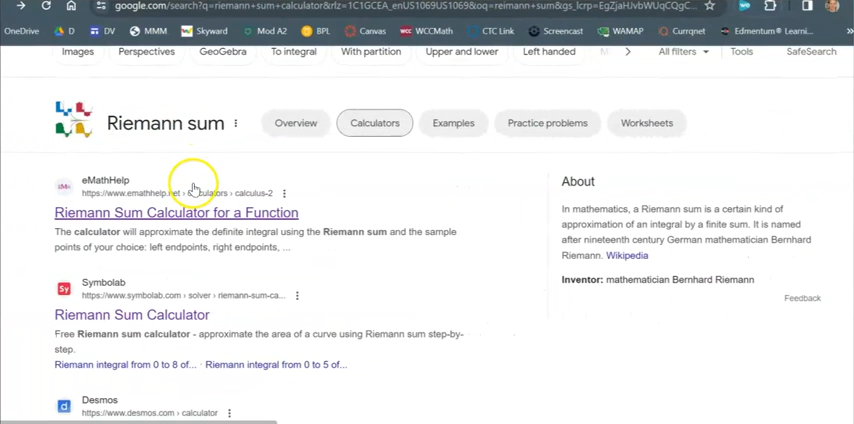 google.com/search?q=riemann+sum+calculator&rlz=1C1GCEA_enUS1069US1069&oq=reimann+sum&gs_lcrp=EgZjaHJvbWUqCQgC...
OneDrive D DV MMM Skyward Mod A2 BPL Canvas WCC WCCMath CTC Link Screencast WAMAP Currqnet Edmentum® Learni...
Images Perspectives GeoGebra To integral With partition Upper and lower Left handed M All filters Tools SafeSearch
Riemann sum Overview Calculators Examples Practice problems Worksheets
eMathHelp
https://www.emathhelp.net › calculators › calculus-2
Riemann Sum Calculator for a Function
The calculator will approximate the definite integral using the Riemann sum and the sample
points of your choice: left endpoints, right endpoints, ...
Sy Symbolab
https://www.symbolab.com › solver › riemann-sum-ca...
Riemann Sum Calculator
Free Riemann sum calculator - approximate the area of a curve using Riemann sum step-by-
step.
Riemann integral from 0 to 8 of... · Riemann integral from 0 to 5 of...
Desmos
https://www.desmos.com › calculator
About
In mathematics, a Riemann sum is a certain kind of
approximation of an integral by a finite sum. It is named
after nineteenth century German mathematician Bernhard
Riemann. Wikipedia
Inventor: mathematician Bernhard Riemann
Feedback